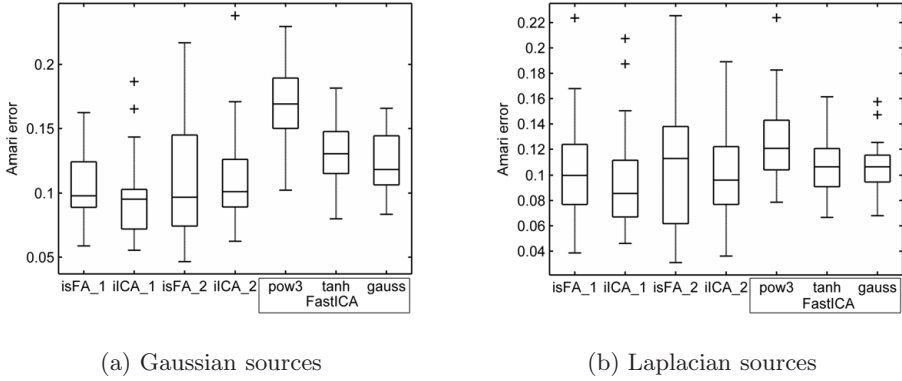 Amari error
0.2
0.15
0.1
0.05
isFA_1 iICA_1 isFA_2 iICA_2 pow3 tanh gauss
FastICA
(a) Gaussian sources
Amari error
0.22
0.2
0.18
0.16
0.14
0.12
0.1
0.08
0.06
0.04
isFA_1 iICA_1 isFA_2 iICA_2 pow3 tanh gauss
FastICA
(b) Laplacian sources